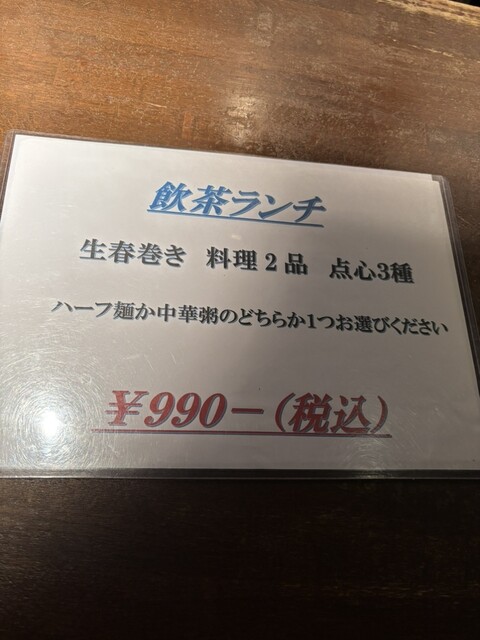 飲茶ランチ
生春巻き 料理2品 点心3種
ハーフ麺か中華粥のどちらか1つお選びください
￥990－(税込)